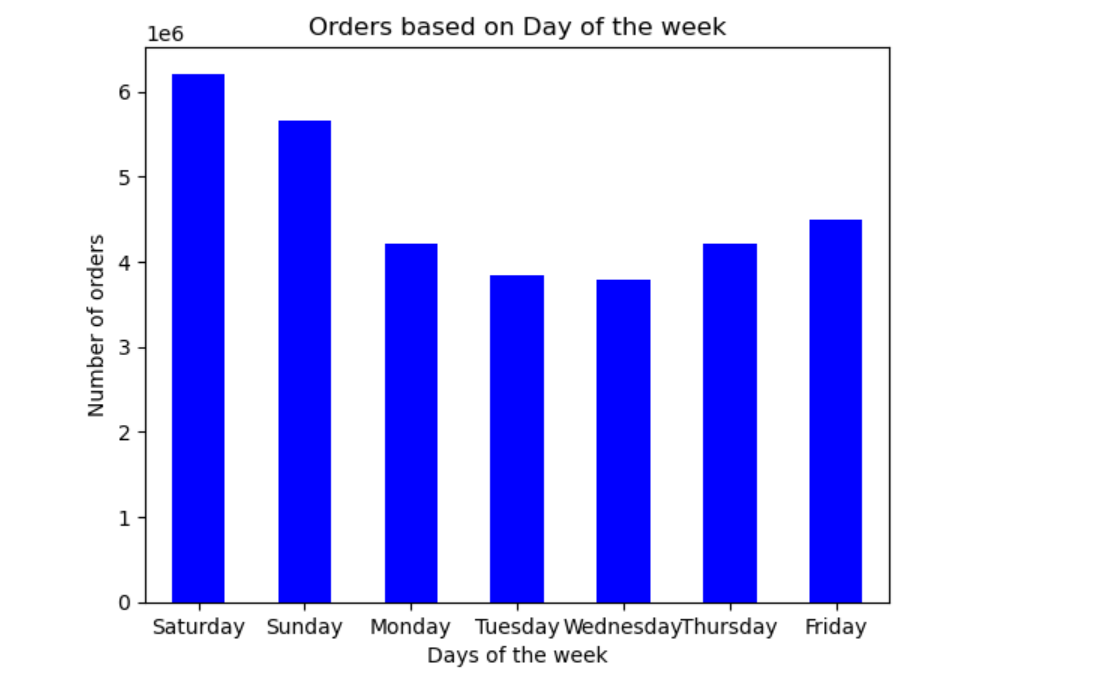 Orders based on Day of the week
1e6
6
5
4
3
2
1
0
Number of orders
Saturday Sunday Monday Tuesday Wednesday Thursday Friday
Days of the week